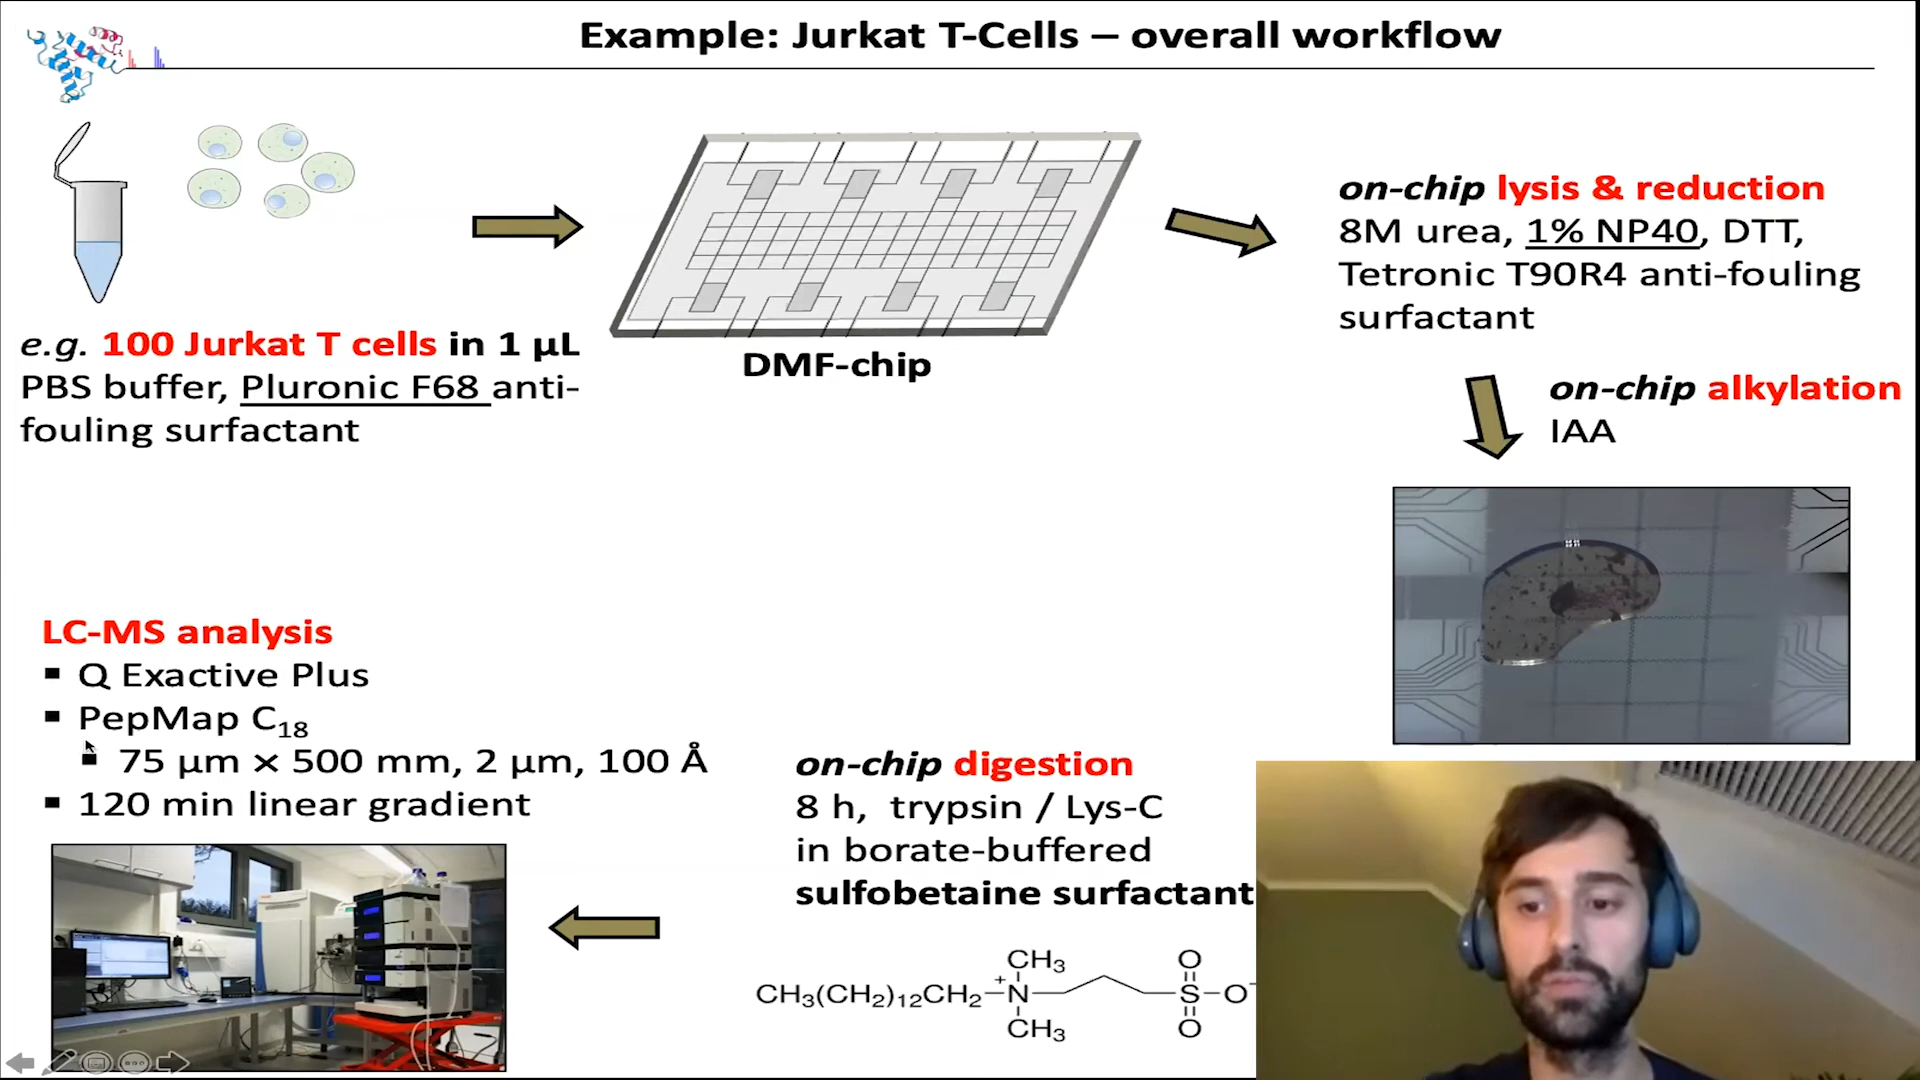 Example: Jurkat T-Cells – overall workflow
e.g. 100 Jurkat T cells in 1 µL
PBS buffer, Pluronic F68 anti-
fouling surfactant
DMF-chip
on-chip lysis & reduction
8M urea, 1% NP40, DTT,
Tetronic T90R4 anti-fouling
surfactant
on-chip alkylation
IAA
on-chip digestion
8 h, trypsin / Lys-C
in borate-buffered
sulfobetaine surfactant
CH₃ O
CH₃(CH₂)₁₂CH₂–N⁺ S–O⁻
CH₃ O
LC-MS analysis
▪ Q Exactive Plus
▪ PepMap C₁₈
▪ 75 µm × 500 mm, 2 µm, 100 Å
▪ 120 min linear gradient